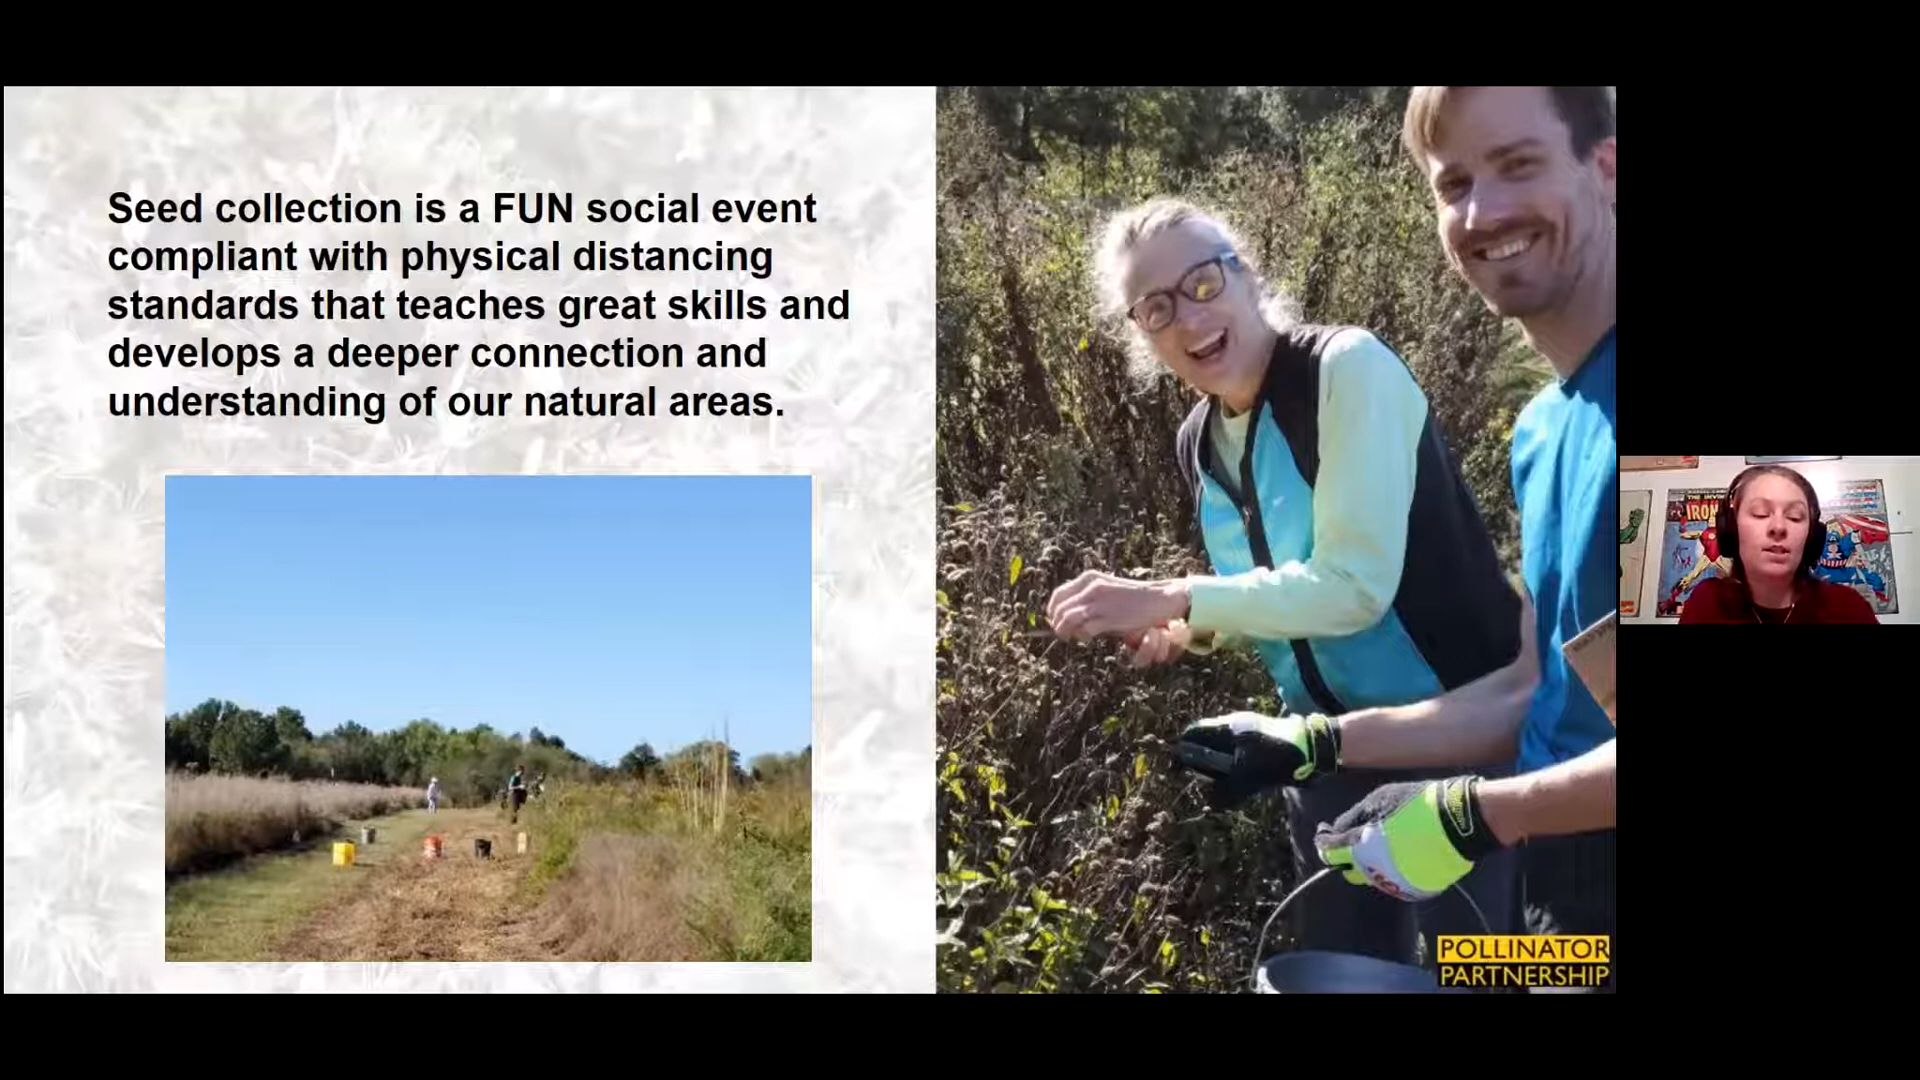 Seed collection is a FUN social event
compliant with physical distancing
standards that teaches great skills and
develops a deeper connection and
understanding of our natural areas.
POLLINATOR
PARTNERSHIP
IRON